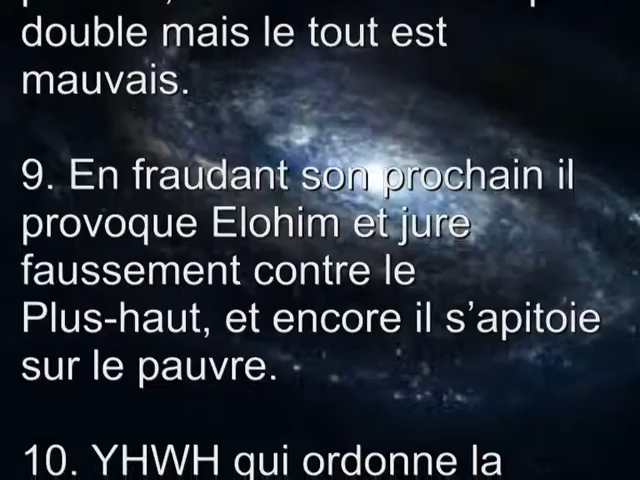 double mais le tout est
mauvais.
9. En fraudant son prochain il
provoque Elohim et jure
faussement contre le
Plus-haut, et encore il s’apitoie
sur le pauvre.
10. YHWH qui ordonne la